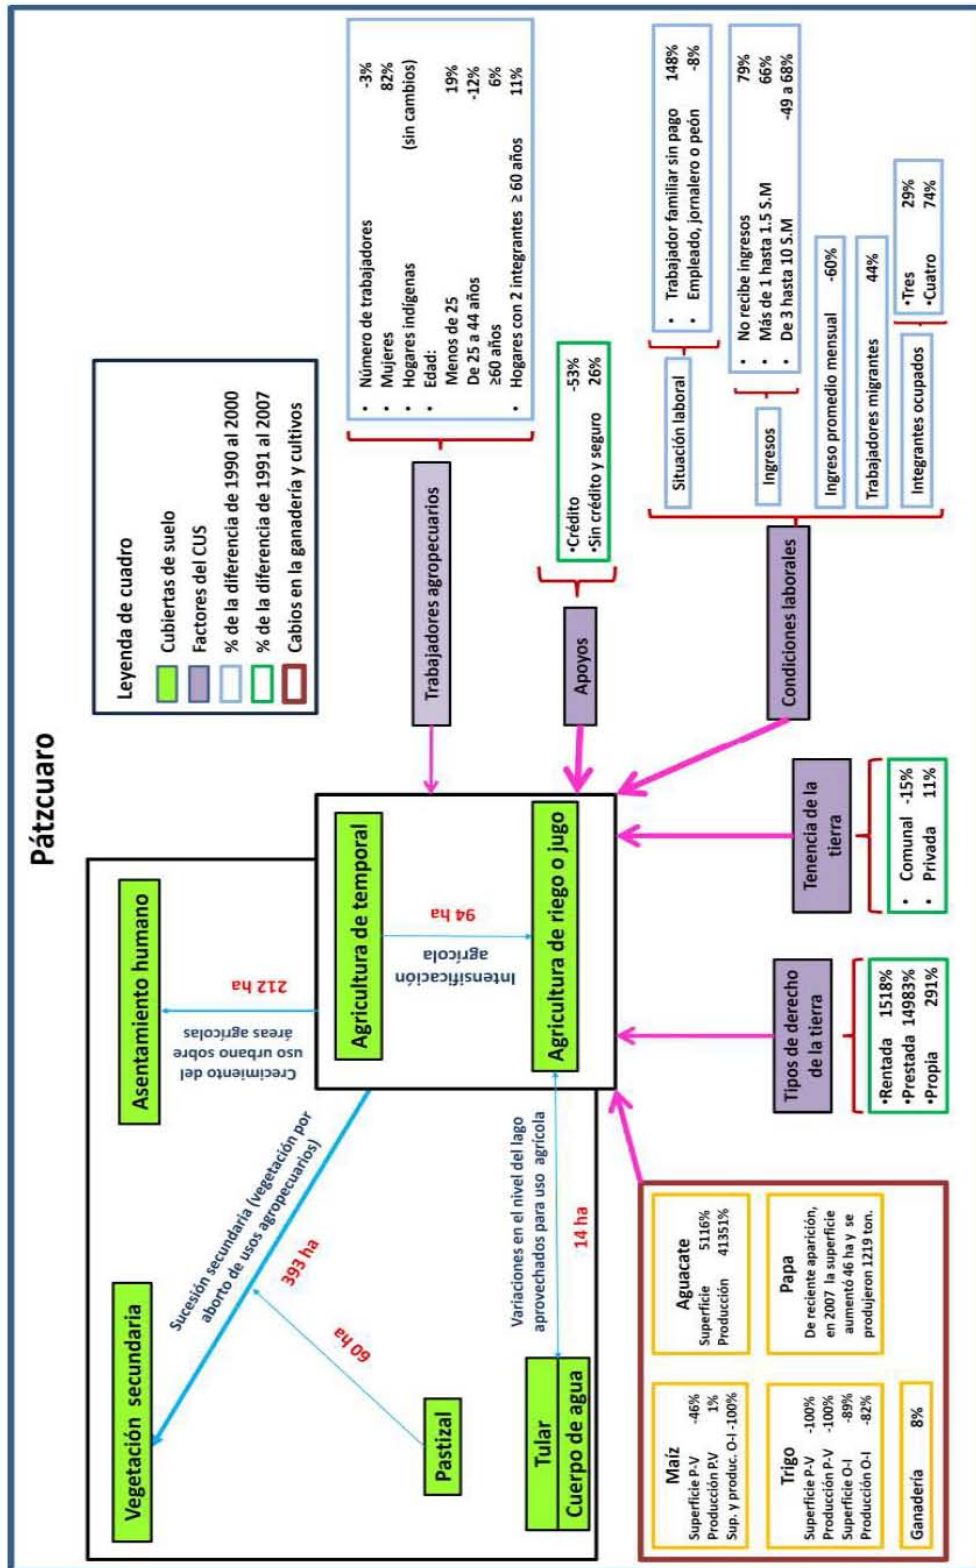 Pátzcuaro
Leyenda de cuadro
Cubiertas de suelo
Factores del CUS
% de la diferencia de 1990 al 2000
% de la diferencia de 1991 al 2007
Cabios en la ganadería y cultivos
Vegetación secundaria
Asentamiento humano
Sucesión secundaria (vegetación por
aborto de usos agropecuarios)
393 ha
Crecimiento del
uso urbano sobre
áreas agrícolas
212 ha
60 ha
Pastizal
Agricultura de temporal
Intensificación
agrícola
94 ha
Agricultura de riego o jugo
Variaciones en el nivel del lago
aprovechados para uso agrícola
14 ha
Tular
Cuerpo de agua
Trabajadores agropecuarios
• Número de trabajadores -3%
• Mujeres 82%
• Hogares indígenas (sin cambios)
• Edad:
Menos de 25 19%
De 25 a 44 años -12%
≥60 años 6%
• Hogares con 2 integrantes ≥ 60 años 11%
Apoyos
•Crédito -53%
•Sin crédito y seguro 26%
Condiciones laborales
Situación laboral
• Trabajador familiar sin pago 148%
• Empleado, jornalero o peón -8%
Ingresos
• No recibe ingresos 79%
• Más de 1 hasta 1.5 S.M 66%
• De 3 hasta 10 S.M -49 a 68%
Ingreso promedio mensual -60%
Trabajadores migrantes 44%
Integrantes ocupados
•Tres 29%
•Cuatro 74%
Tipos de derecho
de la tierra
•Rentada 1518%
•Prestada 14983%
•Propia 291%
Tenencia de la
tierra
• Comunal -15%
• Privada 11%
Maíz
Superficie P-V -46%
Producción P.V 1%
Sup. y produc. O-I -100%
Aguacate
Superficie 5116%
Producción 41351%
Trigo
Superficie P-V -100%
Producción P-V -100%
Superficie O-I -89%
Producción O-I -82%
Papa
De reciente aparición,
en 2007 la superficie
aumentó 46 ha y se
produjeron 1219 ton.
Ganadería 8%